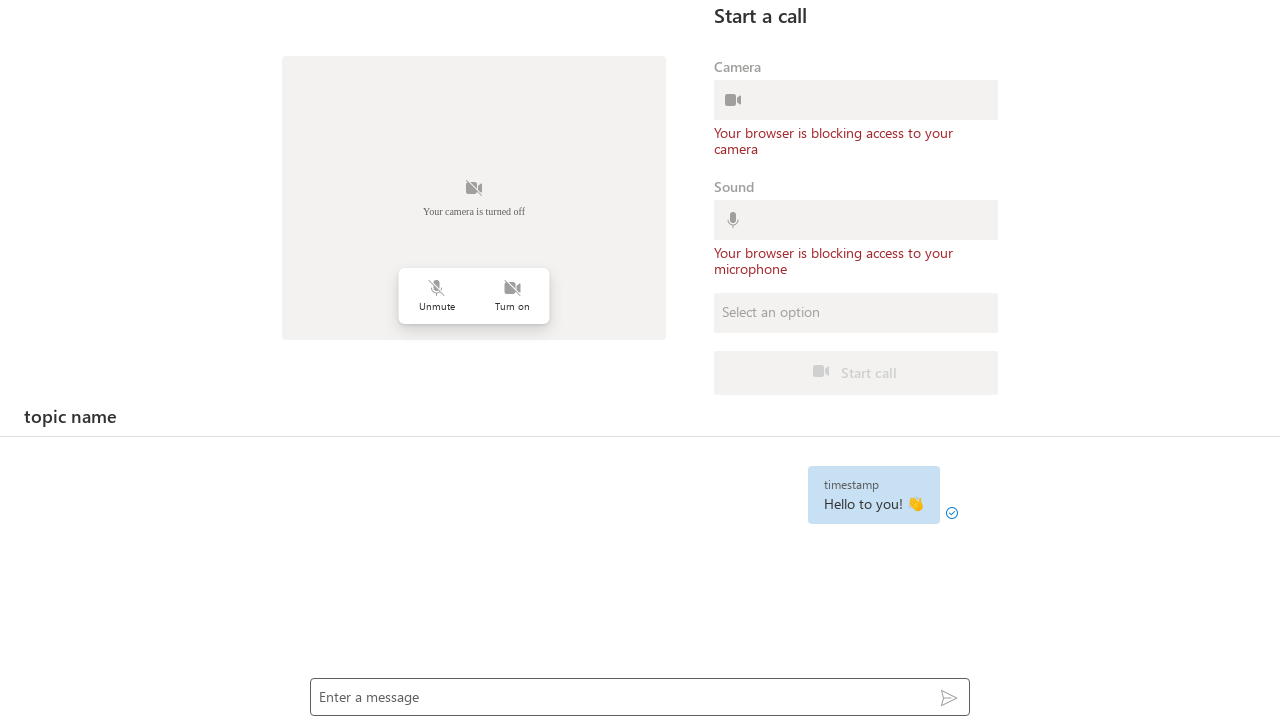 Start a call
Camera
Your browser is blocking access to your
camera
Sound
Your browser is blocking access to your
microphone
Select an option
Start call
Your camera is turned off
Unmute
Turn on
topic name
timestamp
Hello to you! 👋
Enter a message